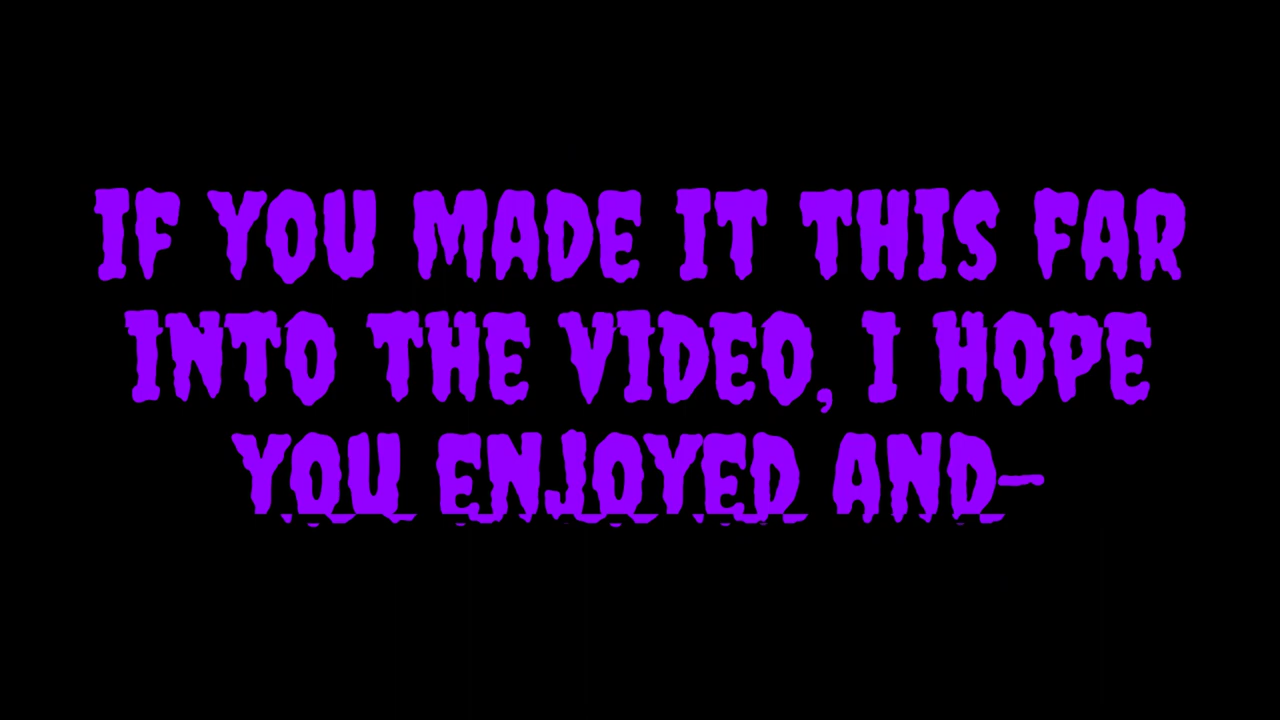 IF YOU MADE IT THIS FAR
INTO THE VIDEO, I HOPE
YOU ENJOYED AND—